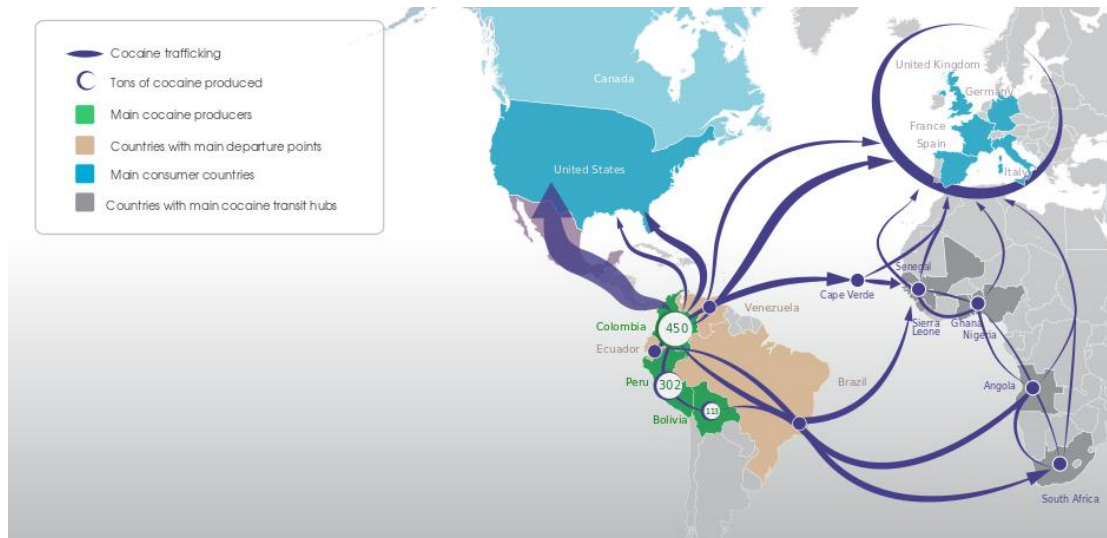 Cocaine trafficking
Tons of cocaine produced
Main cocaine producers
Countries with main departure points
Main consumer countries
Countries with main cocaine transit hubs
Canada
United States
United Kingdom
Germany
France
Spain
Italy
Senegal
Cape Verde
Sierra
Leone
Ghana
Nigeria
Venezuela
Colombia
450
Ecuador
Peru
302
Brazil
Bolivia
113
Angola
South Africa